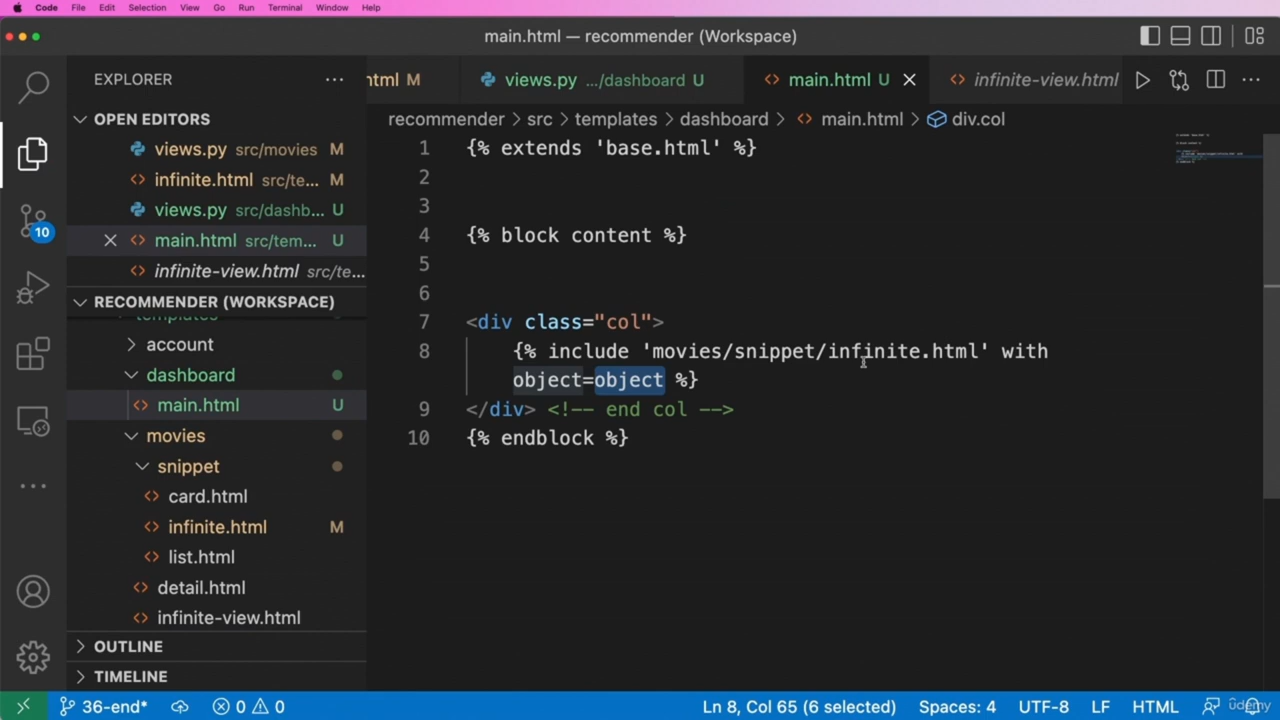 Code File Edit Selection View Go Run Terminal Window Help
main.html — recommender (Workspace)
EXPLORER
html M
views.py .../dashboard U
main.html U
infinite-view.html
OPEN EDITORS
views.py src/movies M
infinite.html src/te... M
views.py src/dashb... U
main.html src/tem... U
infinite-view.html src/te...
RECOMMENDER (WORKSPACE)
templates
account
dashboard
main.html U
movies
snippet
card.html
infinite.html M
list.html
detail.html
infinite-view.html
OUTLINE
TIMELINE
10
recommender > src > templates > dashboard > main.html > div.col
1 {% extends 'base.html' %}
2
3
4 {% block content %}
5
6
7 <div class="col">
8 {% include 'movies/snippet/infinite.html' with
object=object %}
9 </div> <!-- end col -->
10 {% endblock %}
36-end* 0 0 Ln 8, Col 65 (6 selected) Spaces: 4 UTF-8 LF HTML
udemy